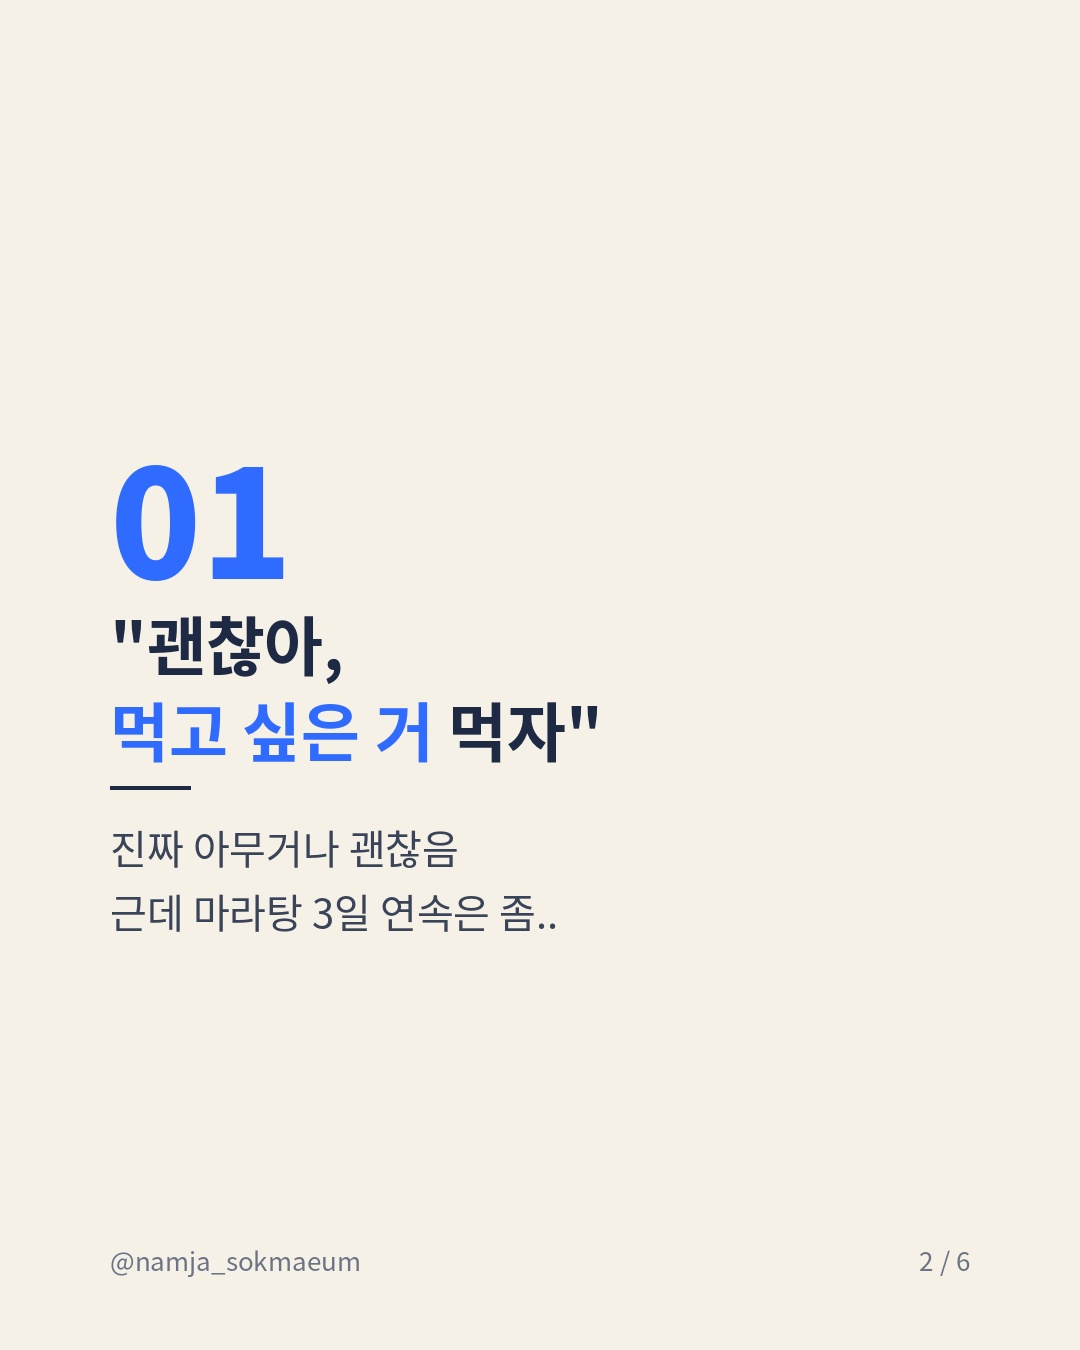 01
"괜찮아,
먹고 싶은 거 먹자"
진짜 아무거나 괜찮음
근데 마라탕 3일 연속은 좀..
@namja_sokmaeum
2 / 6